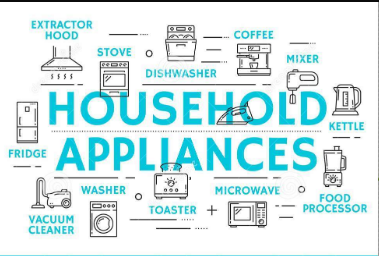 EXTRACTOR
HOOD
STOVE
DISHWASHER
COFFEE
MIXER
HOUSEHOLD
KETTLE
FRIDGE
APPLIANCES
WASHER
TOASTER
MICROWAVE
FOOD
PROCESSOR
VACUUM
CLEANER